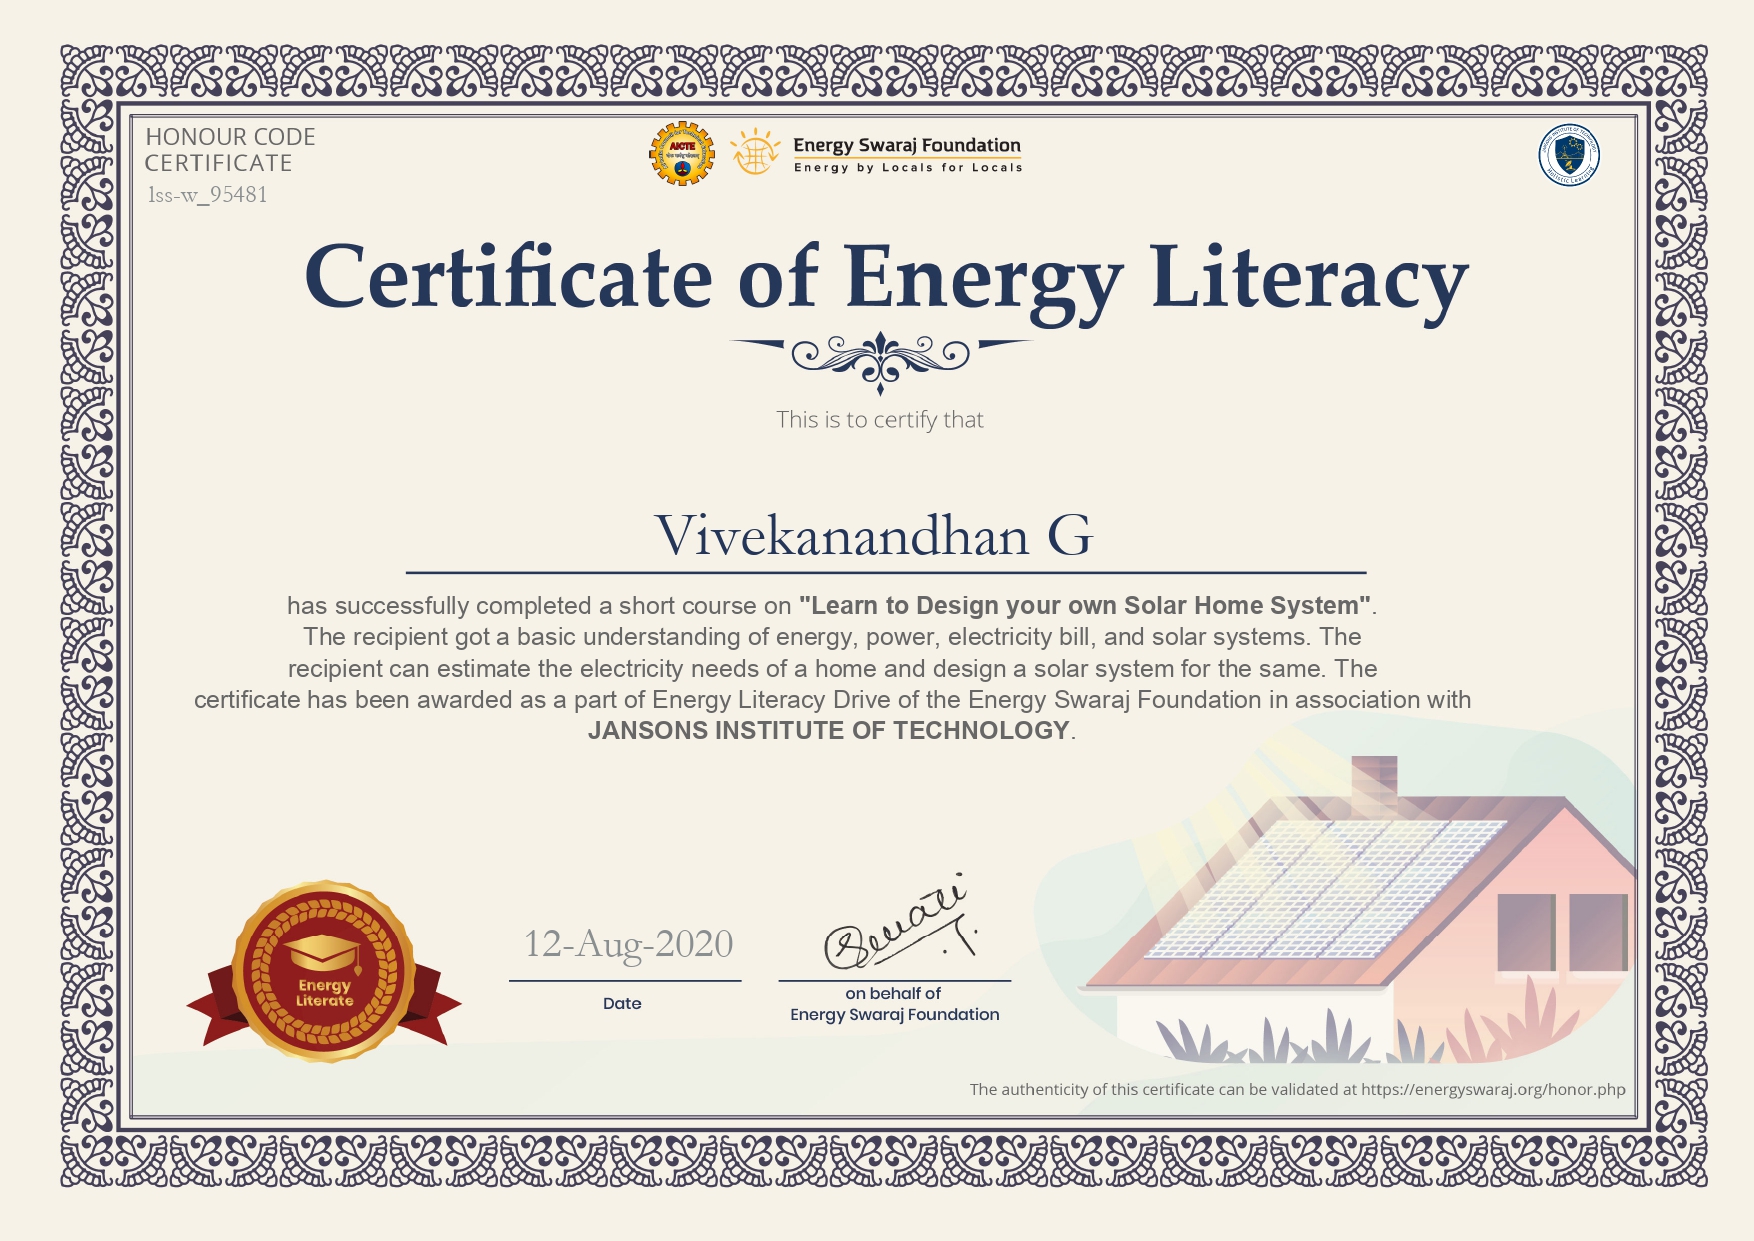 HONOUR CODE
CERTIFICATE
lss-w_95481
AICTE
Energy Swaraj Foundation
Energy by Locals for Locals
Certificate of Energy Literacy
This is to certify that
Vivekanandhan G
has successfully completed a short course on "Learn to Design your own Solar Home System".
The recipient got a basic understanding of energy, power, electricity bill, and solar systems. The
recipient can estimate the electricity needs of a home and design a solar system for the same. The
certificate has been awarded as a part of Energy Literacy Drive of the Energy Swaraj Foundation in association with
JANSONS INSTITUTE OF TECHNOLOGY.
Energy
Literate
12-Aug-2020
Date
on behalf of
Energy Swaraj Foundation
The authenticity of this certificate can be validated at https://energyswaraj.org/honor.php